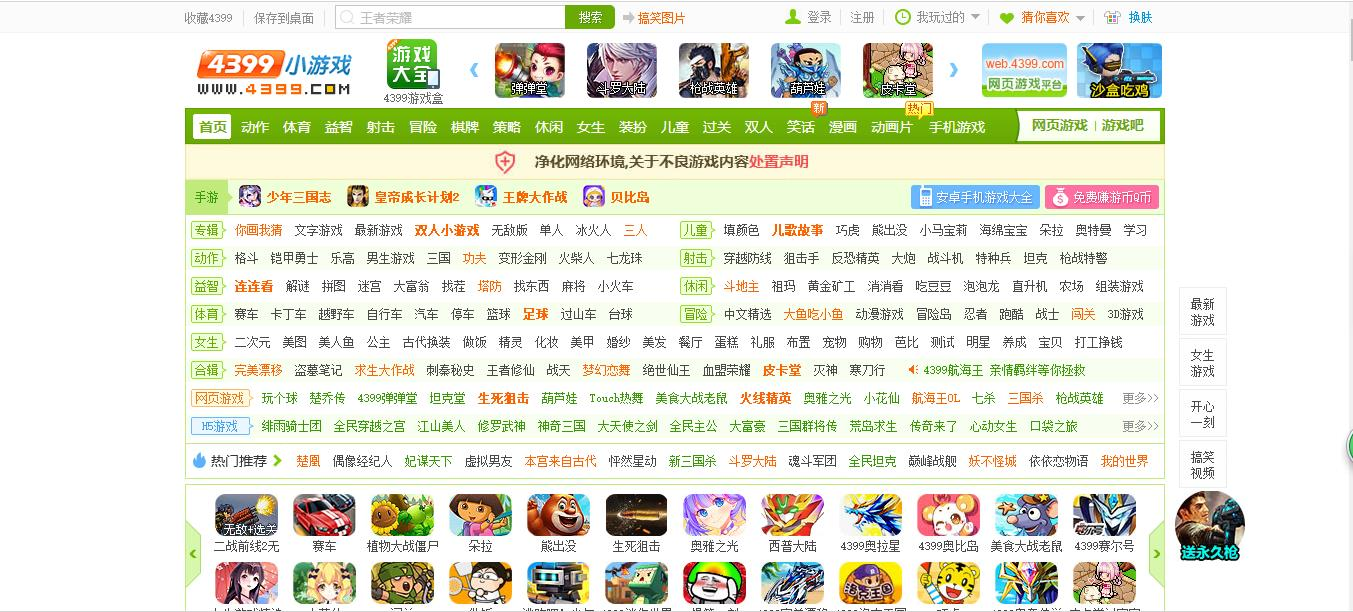 收藏4399 保存到桌面 王者荣耀 搜索 搞笑图片 登录 注册 我玩过的 猜你喜欢 换肤
4399小游戏
www.4399.com
游戏大全
4399游戏盒
弹弹堂 斗罗大陆 枪战英雄 葫芦娃 皮卡堂
web.4399.com
网页游戏平台
沙盒吃鸡
新 热门
首页 动作 体育 益智 射击 冒险 棋牌 策略 休闲 女生 装扮 儿童 过关 双人 笑话 漫画 动画片 手机游戏 网页游戏 游戏吧
净化网络环境,关于不良游戏内容处置声明
手游 少年三国志 皇帝成长计划2 王牌大作战 贝比岛 安卓手机游戏大全 免费赚游币Q币
专辑 你画我猜 文字游戏 最新游戏 双人小游戏 无敌版 单人 冰火人 三人 儿童 填颜色 儿歌故事 巧虎 熊出没 小马宝莉 海绵宝宝 朵拉 奥特曼 学习
动作 格斗 铠甲勇士 乐高 男生游戏 三国 功夫 变形金刚 火柴人 七龙珠 射击 穿越防线 狙击手 反恐精英 大炮 战斗机 特种兵 坦克 枪战特警
益智 连连看 解谜 拼图 迷宫 大富翁 找茬 塔防 找东西 麻将 小火车 休闲 斗地主 祖玛 黄金矿工 消消看 吃豆豆 泡泡龙 直升机 农场 组装游戏
体育 赛车 卡丁车 越野车 自行车 汽车 停车 篮球 足球 过山车 台球 冒险 中文精选 大鱼吃小鱼 动漫游戏 冒险岛 忍者 跑酷 战士 闯关 3D游戏
女生 二次元 美图 美人鱼 公主 古代换装 做饭 精灵 化妆 美甲 婚纱 美发 餐厅 蛋糕 礼服 布置 宠物 购物 芭比 测试 明星 养成 宝贝 打工挣钱
合辑 完美漂移 盗墓笔记 求生大作战 刺秦秘史 王者修仙 战天 梦幻恋舞 绝世仙王 血盟荣耀 皮卡堂 灭神 寒刀行 4399航海王 亲情羁绊等你拯救
网页游戏 玩个球 楚乔传 4399弹弹堂 坦克堂 生死狙击 葫芦娃 Touch热舞 美食大战老鼠 火线精英 奥雅之光 小花仙 航海王OL 七杀 三国杀 枪战英雄 更多>>
H5游戏 绯雨骑士团 全民穿越之宫 江山美人 修罗武神 神奇三国 大天使之剑 全民主公 大富豪 三国群将传 荒岛求生 传奇来了 心动女生 口袋之旅 更多>>
热门推荐 楚凰 偶像经纪人 妃谋天下 虚拟男友 本宫来自古代 怦然星动 新三国杀 斗罗大陆 魂斗军团 全民坦克 巅峰战舰 妖不怪城 依依恋物语 我的世界
最新
游戏
女生
游戏
开心
一刻
搞笑
视频
送永久枪
无敌+选关
二战前线2无 赛车 植物大战僵尸 朵拉 熊出没 生死狙击 奥雅之光 西普大陆 4399奥拉星 4399奥比岛 美食大战老鼠 4399赛尔号